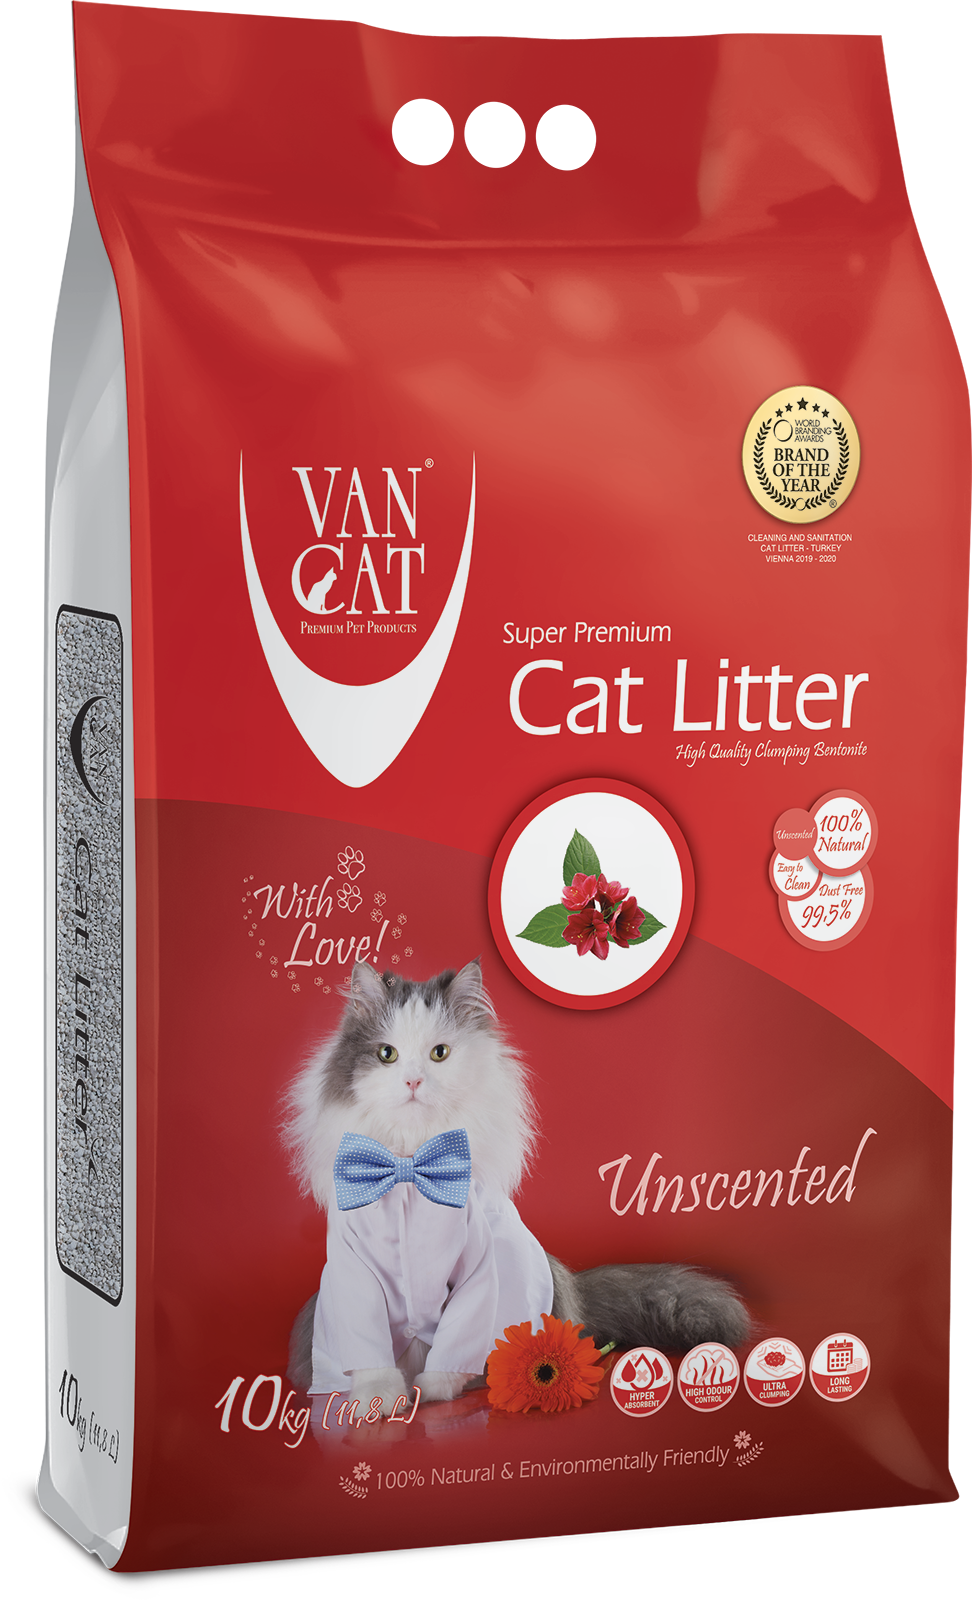 WORLD
BRANDING
AWARDS
BRAND
OF THE
YEAR
®
CLEANING AND SANITATION
CAT LITTER - TURKEY
VIENNA 2019 - 2020
VAN®
CAT
PREMIUM PET PRODUCTS
Super Premium
Cat Litter
High Quality Clumping Bentonite
Unscented
100%
Natural
Easy to
Clean
Dust Free
99,5%
With
Love!
Unscented
HYPER
ABSORBENT
HIGH ODOUR
CONTROL
ULTRA
CLUMPING
LONG
LASTING
10kg [11,8 L]
100% Natural & Environmentally Friendly
VAN
CAT
Cat Litter
10kg [11,8 L]